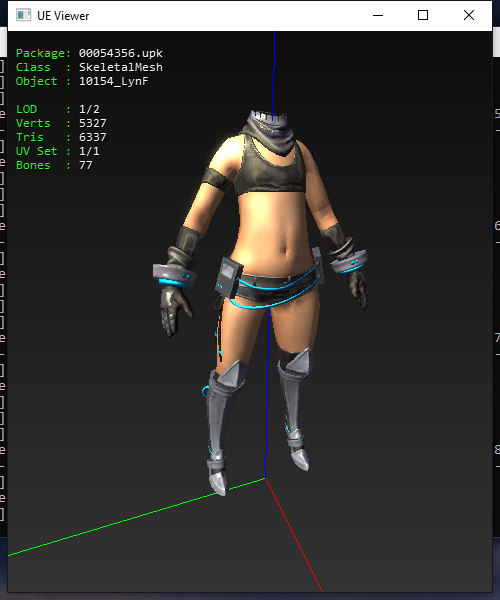 UE Viewer
Package: 00054356.upk
Class  : SkeletalMesh
Object : 10154_LynF
LOD    : 1/2
Verts  : 5327
Tris   : 6337
UV Set : 1/1
Bones  : 77